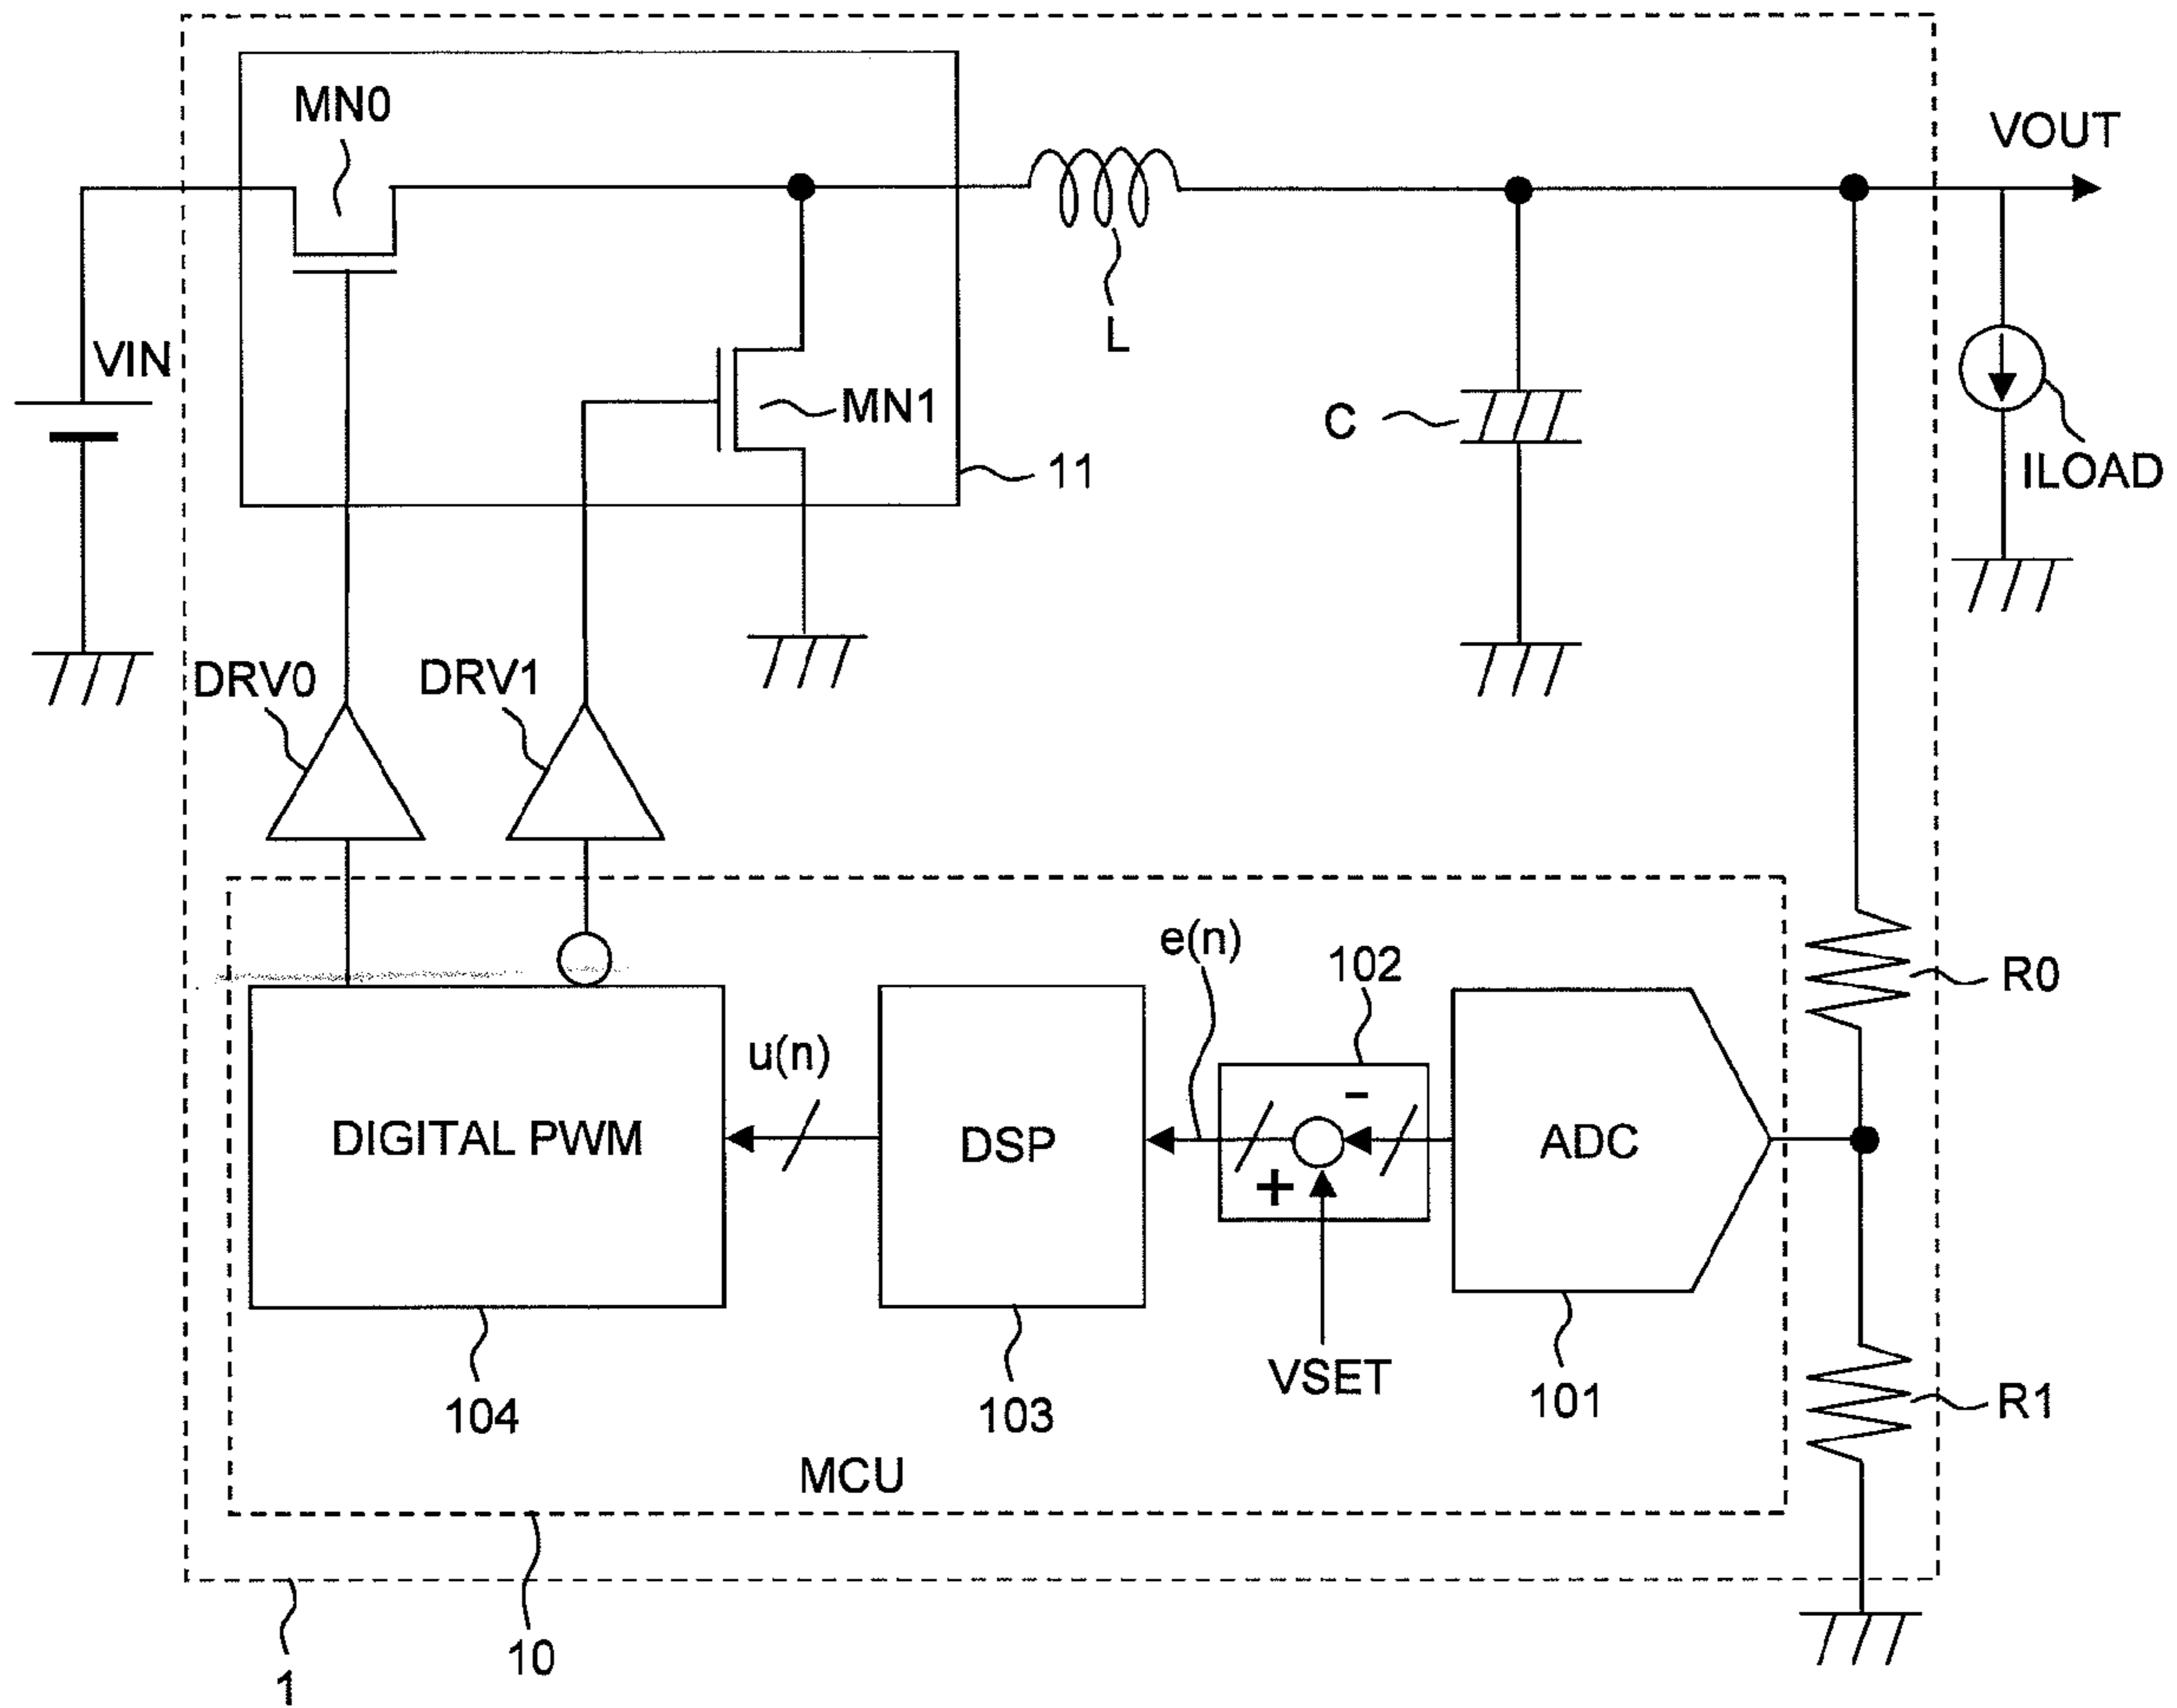 MN0
VOUT
VIN
L
MN1
C
11
ILOAD
DRV0
DRV1
e(n)
102
R0
u(n)
-
DIGITAL PWM
DSP
ADC
+
VSET
104
103
101
R1
MCU
10
1